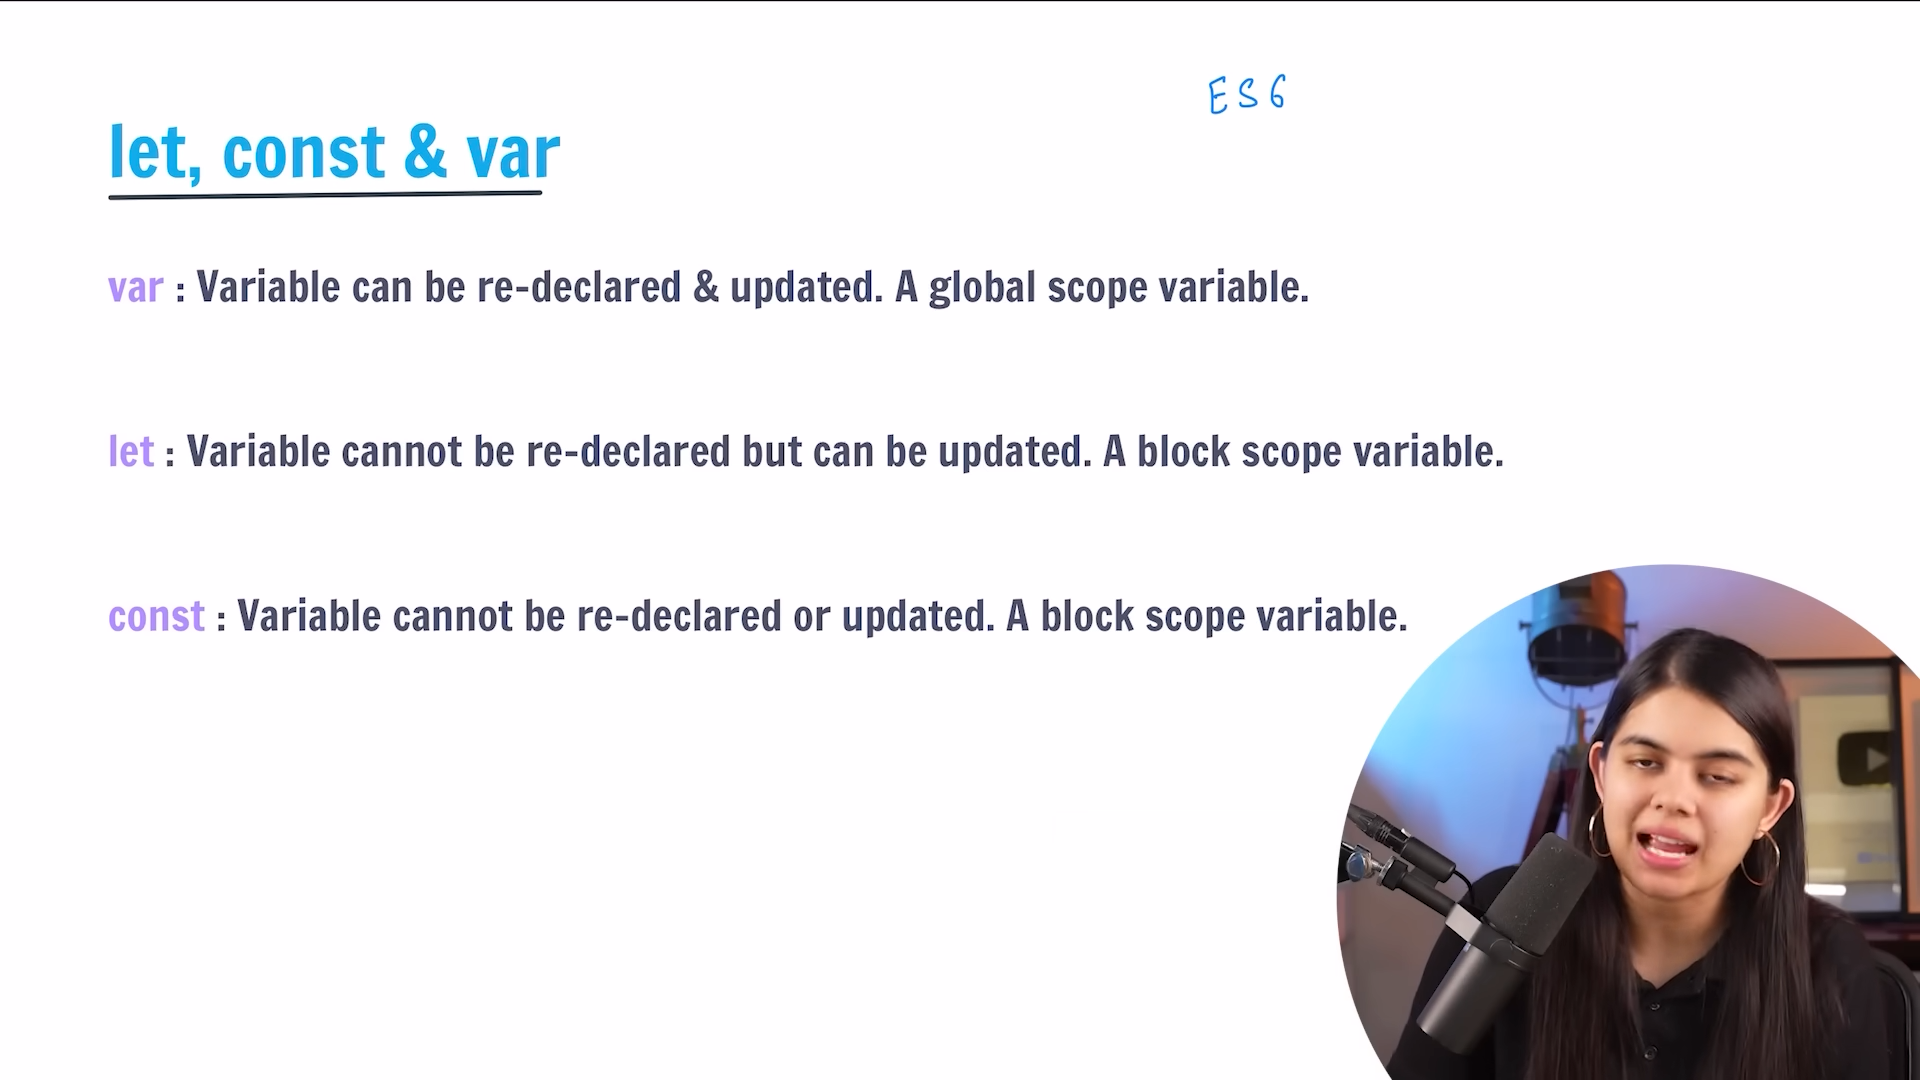 ES6
let, const & var
var : Variable can be re-declared & updated. A global scope variable.
let : Variable cannot be re-declared but can be updated. A block scope variable.
const : Variable cannot be re-declared or updated. A block scope variable.